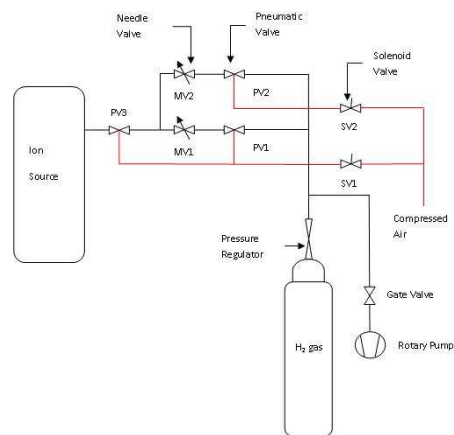 Needle
Valve
Pneumatic
Valve
Solenoid
Valve
MV2
PV2
PV3
SV2
Ion
Source
MV1
PV1
SV1
Compressed
Air
Pressure
Regulator
Gate Valve
H₂ gas
Rotary Pump